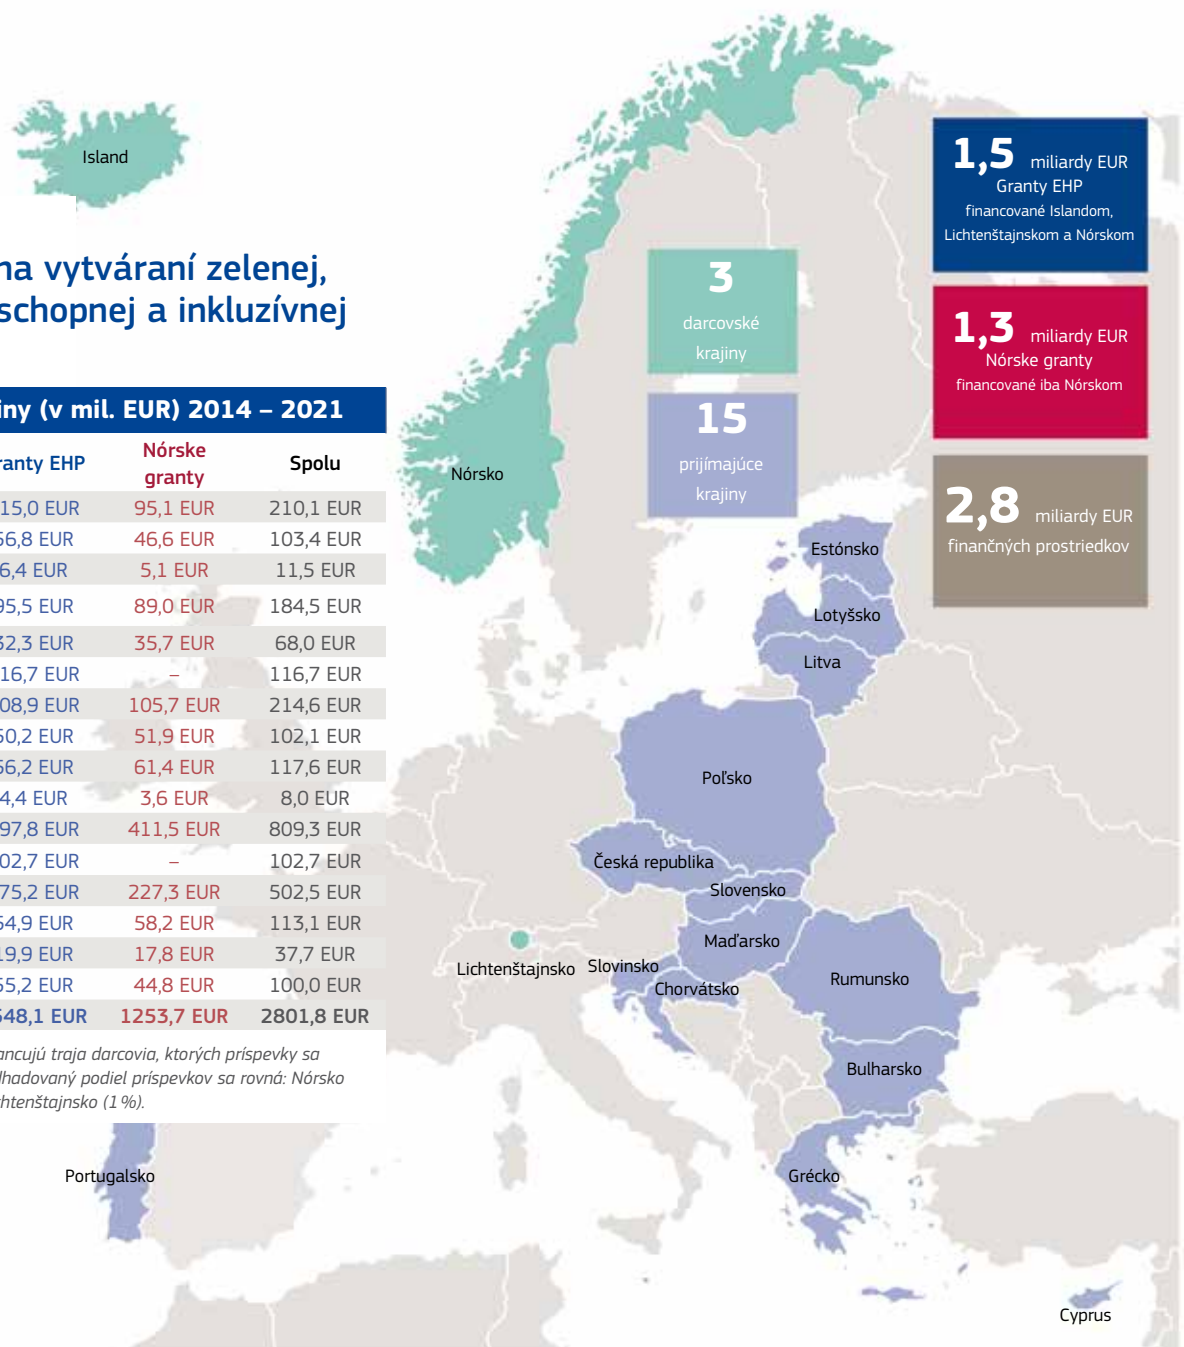 Island
na vytváraní zelenej,
schopnej a inkluzívnej
iny (v mil. EUR) 2014 – 2021
ranty EHP Nórske granty Spolu
15,0 EUR 95,1 EUR 210,1 EUR
56,8 EUR 46,6 EUR 103,4 EUR
6,4 EUR 5,1 EUR 11,5 EUR
95,5 EUR 89,0 EUR 184,5 EUR
32,3 EUR 35,7 EUR 68,0 EUR
16,7 EUR – 116,7 EUR
08,9 EUR 105,7 EUR 214,6 EUR
50,2 EUR 51,9 EUR 102,1 EUR
56,2 EUR 61,4 EUR 117,6 EUR
4,4 EUR 3,6 EUR 8,0 EUR
97,8 EUR 411,5 EUR 809,3 EUR
02,7 EUR – 102,7 EUR
75,2 EUR 227,3 EUR 502,5 EUR
54,9 EUR 58,2 EUR 113,1 EUR
19,9 EUR 17,8 EUR 37,7 EUR
55,2 EUR 44,8 EUR 100,0 EUR
548,1 EUR 1253,7 EUR 2801,8 EUR
ancujú traja darcovia, ktorých príspevky sa
dhadovaný podiel príspevkov sa rovná: Nórsko
chtenštajnsko (1 %).
3
darcovské
krajiny
15
prijímajúce
krajiny
1,5 miliardy EUR
Granty EHP
financované Islandom,
Lichtenštajnskom a Nórskom
1,3 miliardy EUR
Nórske granty
financované iba Nórskom
2,8 miliardy EUR
finančných prostriedkov
Nórsko
Estónsko
Lotyšsko
Litva
Poľsko
Česká republika
Slovensko
Maďarsko
Lichtenštajnsko
Slovinsko
Chorvátsko
Rumunsko
Bulharsko
Portugalsko
Grécko
Cyprus